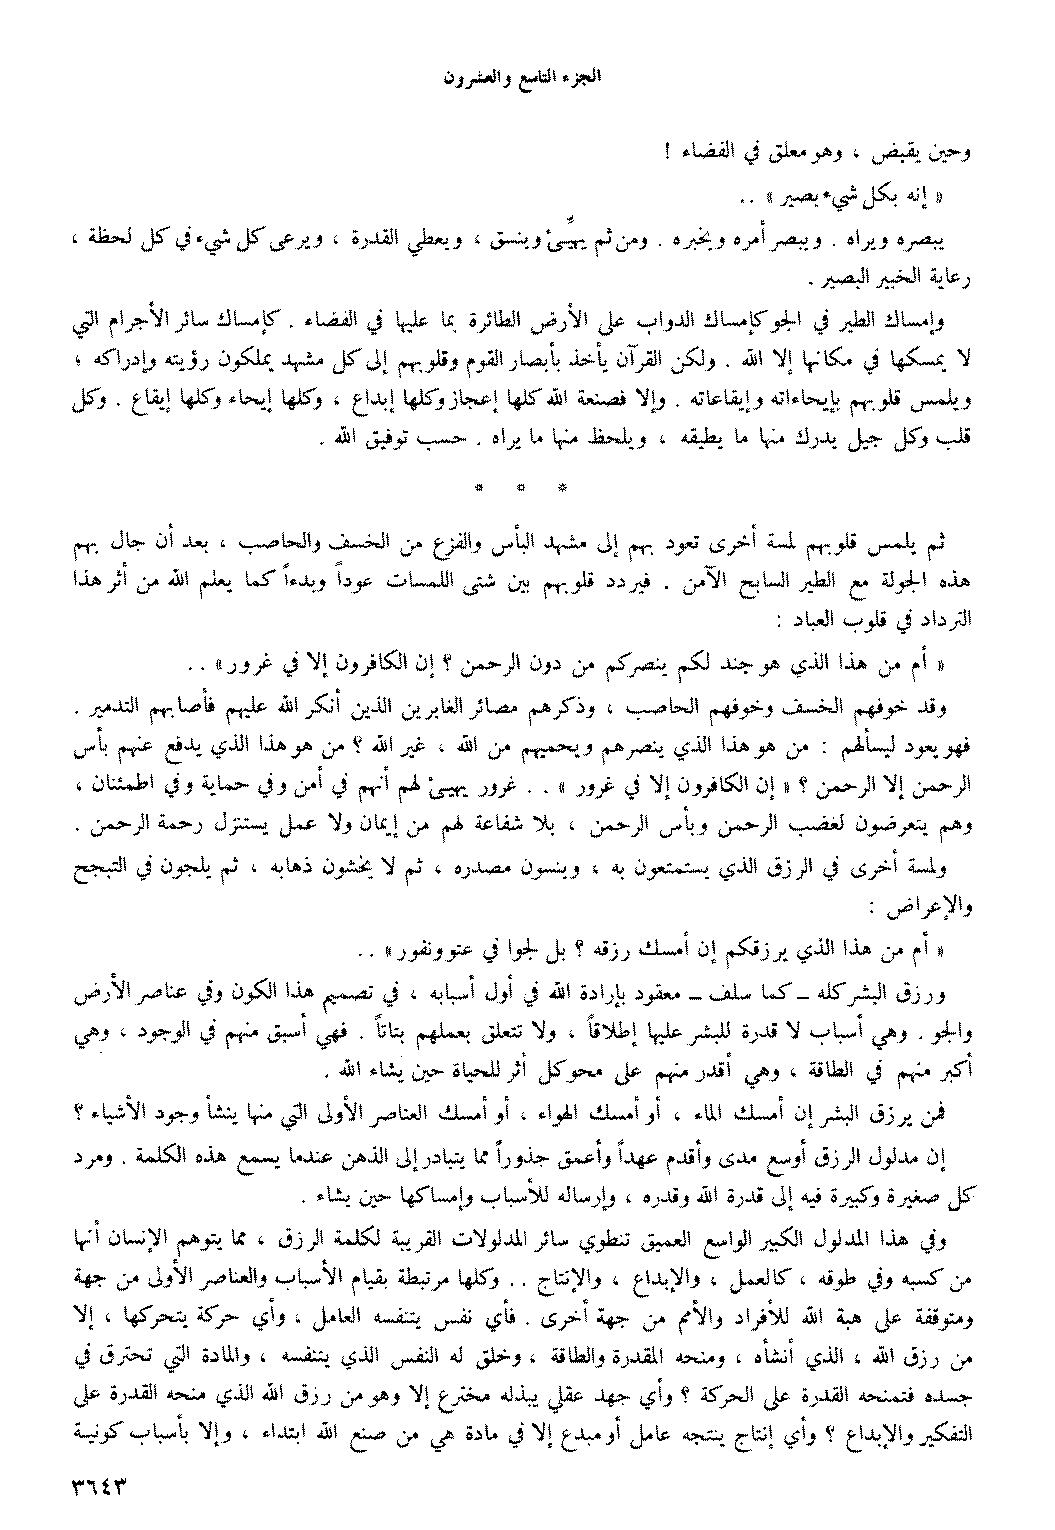 الجزء التاسع والعشرون
وحين يقبض ، وهو معلق في الفضاء !
« إنه بكل شيء بصير » ..
يبصره ويراه . ويبصر أمره ويخبره . ومن ثم يهيِّئ وينسق ، ويعطي القدرة ، ويرعى كل شيء في كل لحظة ،
رعاية الخبير البصير .
وإمساك الطير في الجو كإمساك الدواب على الأرض الطائرة بما عليها في الفضاء . كإمساك سائر الأجرام التي
لا يمسكها في مكانها إلا الله . ولكن القرآن يأخذ بأبصار القوم وقلوبهم إلى كل مشهد يملكون رؤيته وإدراكه ؛
ويلمس قلوبهم بإيحاءاته وإيقاعاته . وإلا فصنعة الله كلها إعجاز وكلها إبداع ، وكلها إيحاء وكلها إيقاع . وكل
قلب وكل جيل يدرك منها ما يطيقه ، ويلحظ منها ما يراه . حسب توفيق الله .
* * *
ثم يلمس قلوبهم لمسة أخرى تعود بهم إلى مشهد البأس والفزع من الخسف والحاصب ، بعد أن جال بهم
هذه الجولة مع الطير السابح الآمن . فيردد قلوبهم بين شتى اللمسات عوداً وبدءاً كما يعلم الله من أثر هذا
الترداد في قلوب العباد :
« أم من هذا الذي هو جند لكم ينصركم من دون الرحمن ؟ إن الكافرون إلا في غرور» ..
وقد خوفهم الخسف وخوفهم الحاصب ، وذكرهم مصائر الغابرين الذين أنكر الله عليهم فأصابهم التدمير .
فهو يعود ليسألهم : من هو هذا الذي ينصرهم ويحميهم من الله ، غير الله ؟ من هو هذا الذي يدفع عنهم بأس
الرحمن إلا الرحمن ؟ « إن الكافرون إلا في غرور » .. غرور يهيئ لهم أنهم في أمن وفي حماية وفي اطمئنان ،
وهم يتعرضون لغضب الرحمن وبأس الرحمن ، بلا شفاعة لهم من إيمان ولا عمل يستنزل رحمة الرحمن .
ولمسة أخرى في الرزق الذي يستمتعون به ، وينسون مصدره ، ثم لا يخشون ذهابه ، ثم يلجون في التبجح
والإعراض :
« أم من هذا الذي يرزقكم إن أمسك رزقه ؟ بل لجوا في عتو ونفور» ..
ورزق البشر كله ــ كما سلف ــ معقود بإرادة الله في أول أسبابه ، في تصميم هذا الكون وفي عناصر الأرض
والجو . وهي أسباب لا قدرة للبشر عليها إطلاقاً ، ولا تتعلق بعملهم بتاتاً . فهي أسبق منهم في الوجود ، وهي
أكبر منهم في الطاقة ، وهي أقدر منهم على محو كل أثر للحياة حين يشاء الله .
فمن يرزق البشر إن أمسك الماء ، أو أمسك الهواء ، أو أمسك العناصر الأولى التي منها ينشأ وجود الأشياء ؟
إن مدلول الرزق أوسع مدى وأقدم عهداً وأعمق جذوراً مما يتبادر إلى الذهن عندما يسمع هذه الكلمة . ومرد
كل صغيرة وكبيرة فيه إلى قدرة الله وقدره ، وإرساله للأسباب وإمساكها حين يشاء .
وفي هذا المدلول الكبير الواسع العميق تنطوي سائر المدلولات القريبة لكلمة الرزق ، مما يتوهم الإنسان أنها
من كسبه وفي طوقه ، كالعمل ، والإبداع ، والإنتاج .. وكلها مرتبطة بقيام الأسباب والعناصر الأولى من جهة
ومتوقفة على هبة الله للأفراد والأمم من جهة أخرى . فأي نفس يتنفسه العامل ، وأي حركة يتحركها ، إلا
من رزق الله ، الذي أنشأه ، ومنحه المقدرة والطاقة ، وخلق له النفس الذي يتنفسه ، والمادة التي تحترق في
جسده فتمنحه القدرة على الحركة ؟ وأي جهد عقلي يبذله مخترع إلا وهو من رزق الله الذي منحه القدرة على
التفكير والإبداع ؟ وأي إنتاج ينتجه عامل أو مبدع إلا في مادة هي من صنع الله ابتداء ، وإلا بأسباب كونية
٣٦٤٣